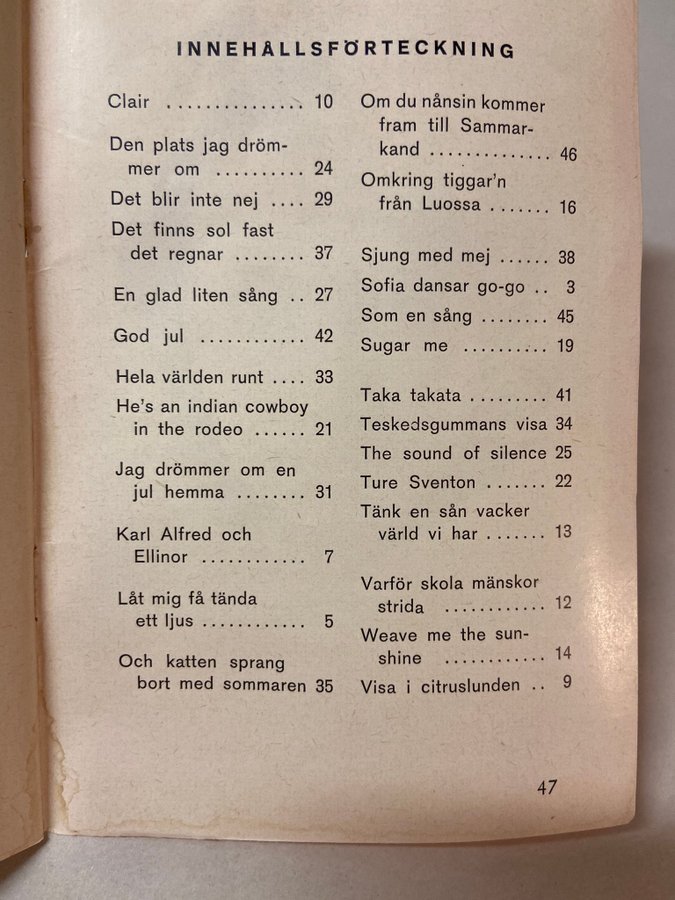 INNEHÅLLSFÖRTECKNING
Clair ............... 10
Den plats jag dröm-
mer om .......... 24
Det blir inte nej .... 29
Det finns sol fast
det regnar ........ 37
En glad liten sång .. 27
God jul ............ 42
Hela världen runt .... 33
He's an indian cowboy
in the rodeo ...... 21
Jag drömmer om en
jul hemma ........ 31
Karl Alfred och
Ellinor ............ 7
Låt mig få tända
ett ljus ............ 5
Och katten sprang
bort med sommaren 35
Om du nånsin kommer
fram till Sammar-
kand .............. 46
Omkring tiggar'n
från Luossa ....... 16
Sjung med mej ...... 38
Sofia dansar go-go .. 3
Som en sång ........ 45
Sugar me .......... 19
Taka takata ......... 41
Teskedsgummans visa 34
The sound of silence 25
Ture Sventon ....... 22
Tänk en sån vacker
värld vi har ....... 13
Varför skola mänskor
strida ............ 12
Weave me the sun-
shine ............ 14
Visa i citruslunden .. 9
47